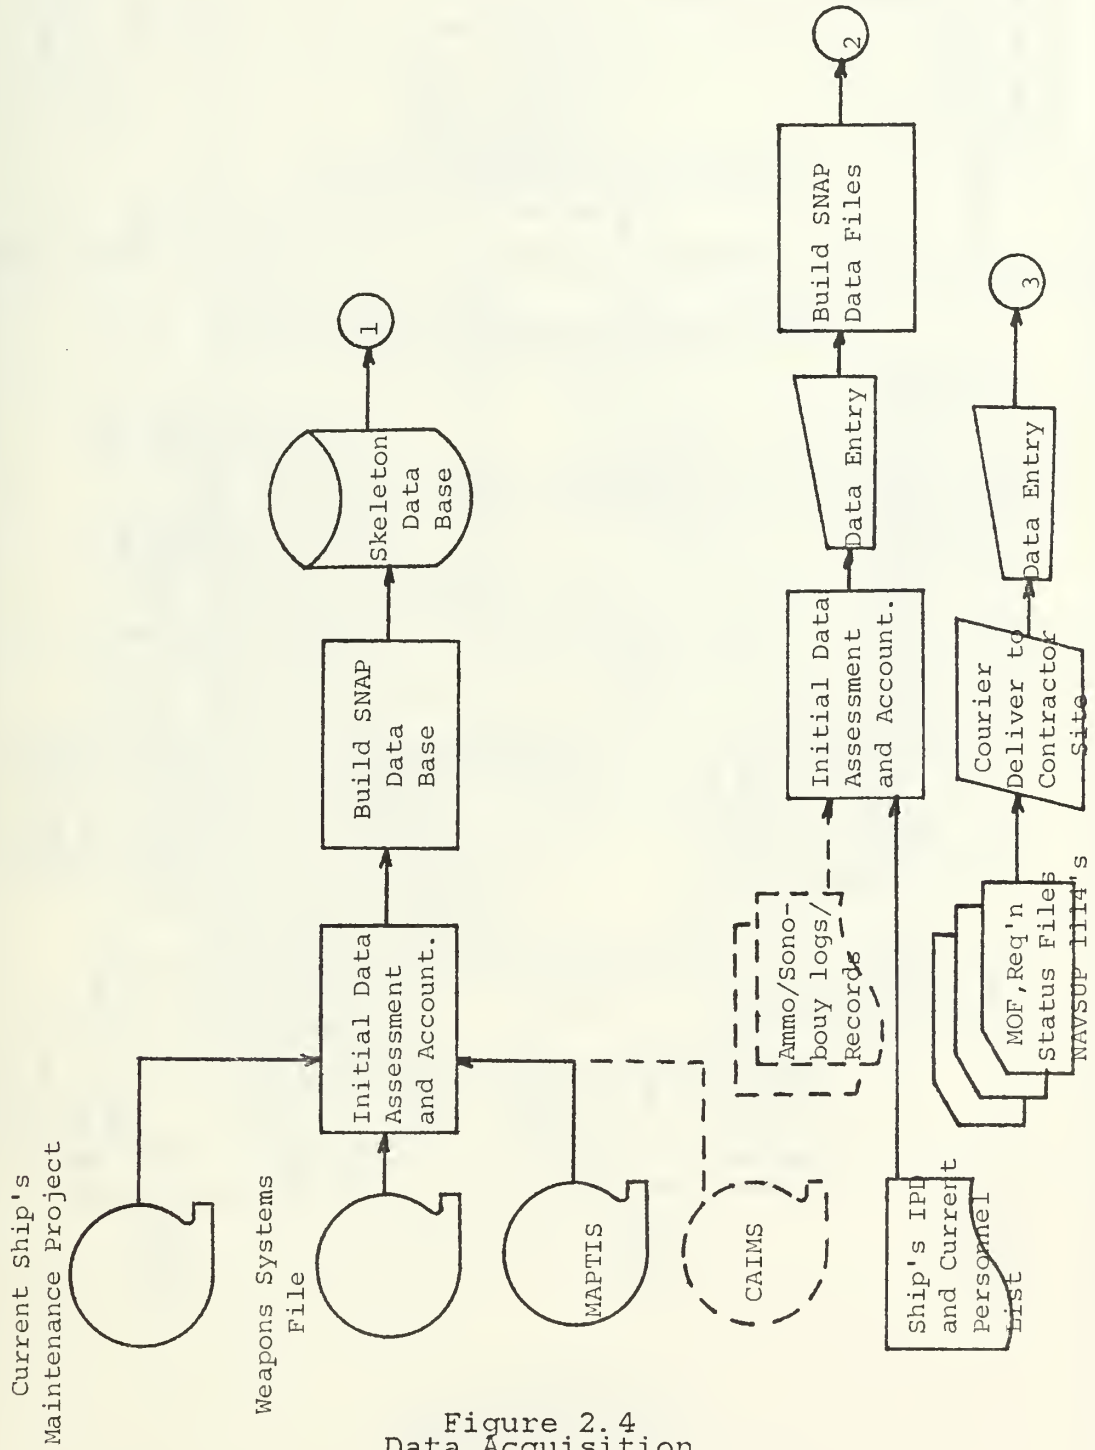 Current Ship's
Maintenance Project
Weapons Systems
File
MAPTIS
CAIMS
Initial Data
Assessment
and Account.
Build SNAP
Data
Base
Skeleton
Data
Base
1
Ship's IPD
and Current
Personnel
List
Ammo/Sono-
bouy logs/
Records
Initial Data
Assessment
and Account.
Data Entry
Build SNAP
Data Files
2
MOF,Req'n
Status Files
NAVSUP 1114's
Courier
Deliver to
Contractor
Site
Data Entry
3
Figure 2.4
Data Acquisition